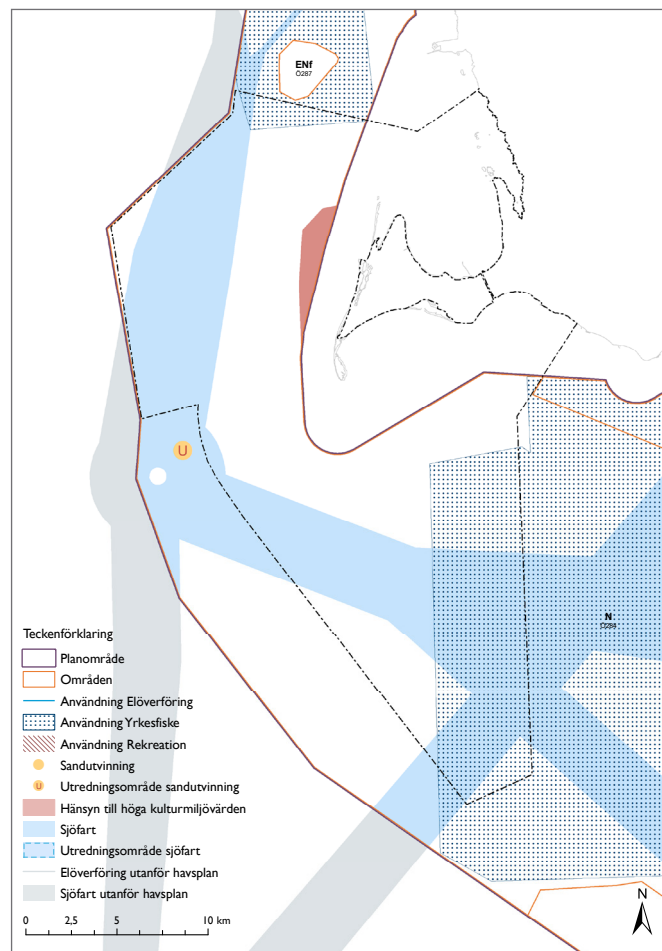 ENf
Ö287
U
N
Ö284
Teckenförklaring
Planområde
Områden
Användning Elöverföring
Användning Yrkesfiske
Användning Rekreation
Sandutvinning
U Utredningsområde sandutvinning
Hänsyn till höga kulturmiljövärden
Sjöfart
Utredningsområde sjöfart
Elöverföring utanför havsplan
Sjöfart utanför havsplan
0 2,5 5 10 km
N